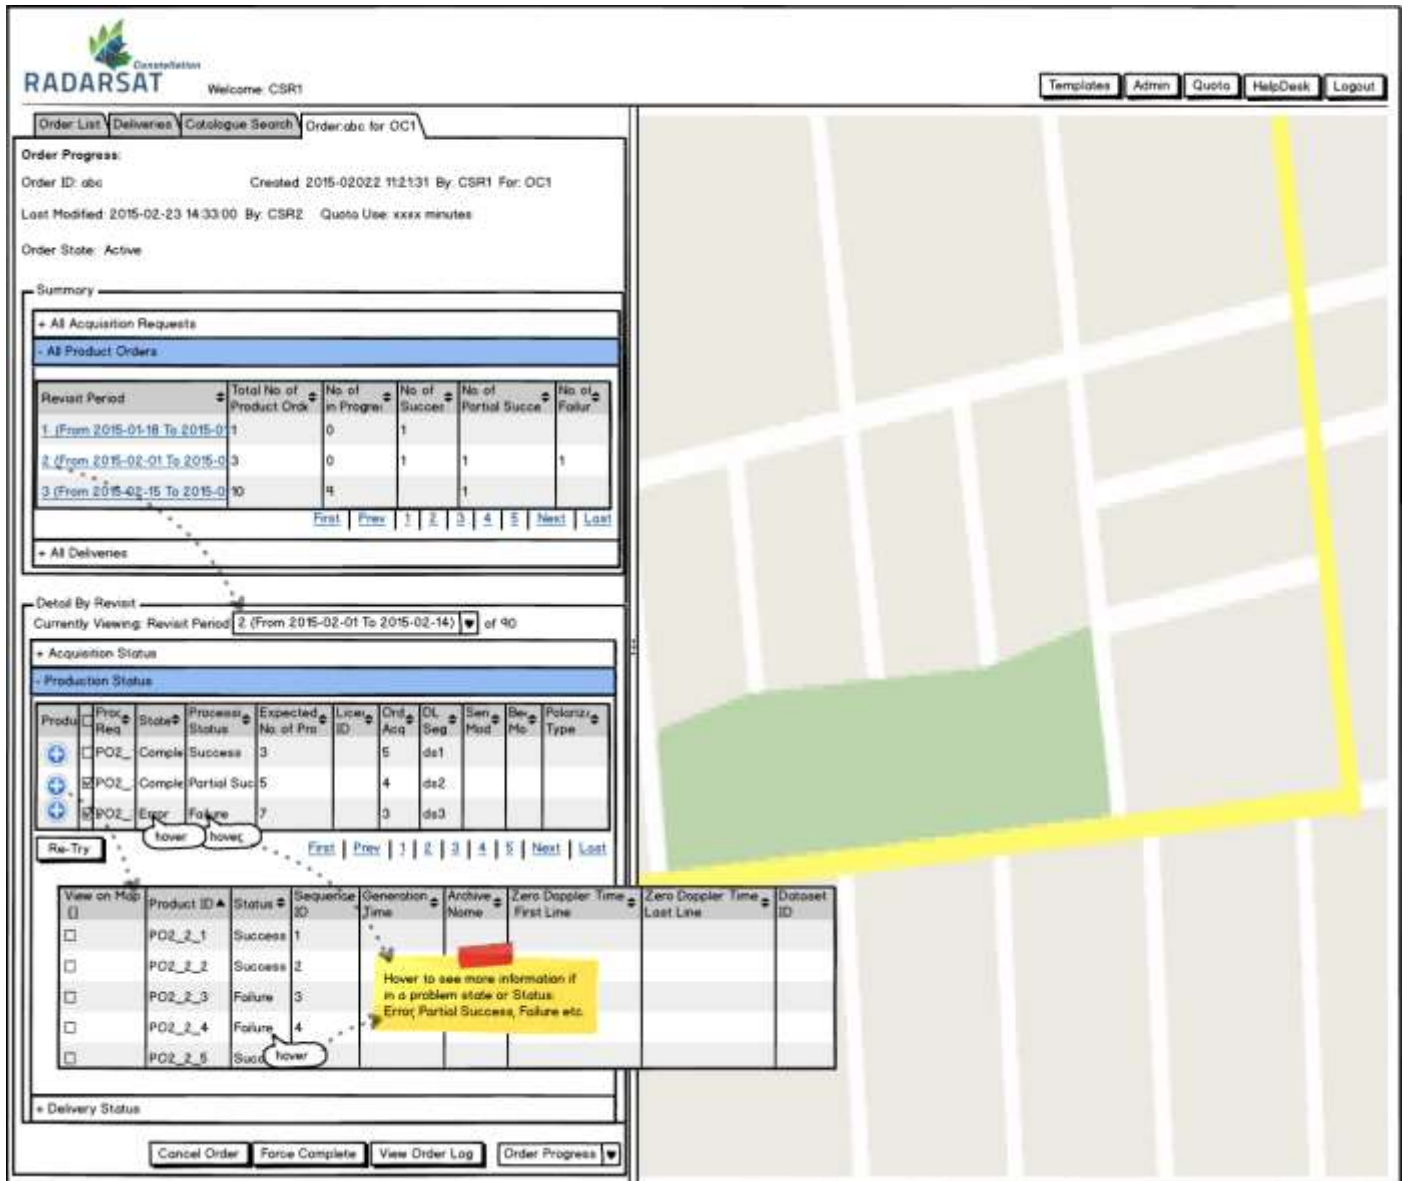 Constellation
RADARSAT
Welcome: CSR1
Templates Admin Quota HelpDesk Logout
Order List Deliveries Catalogue Search Order:abc for OC1
Order Progress:
Order ID: abc Created: 2015-02022 11:21:31 By: CSR1 For: OC1
Last Modified: 2015-02-23 14:33:00 By: CSR2 Quota Use: xxxx minutes
Order State: Active
Summary
+ All Acquisition Requests
- All Product Orders
Revisit Period Total No. of Product Orde No. of in Progres No. of Succes No. of Partial Succe No. of Failur
1 (From 2015-01-18 To 2015-01 1 0 1
2 (From 2015-02-01 To 2015-0 3 0 1 1 1
3 (From 2015-02-15 To 2015-0 10 4 1
First Prev 1 2 3 4 5 Next Last
+ All Deliveries
Detail By Revisit
Currently Viewing: Revisit Period 2 (From 2015-02-01 To 2015-02-14) of 90
+ Acquisition Status
- Production Status
Produ Proc Req State Processi Status Expected No. of Pro Licen ID Ord Acq DL Seg Sen Mod Bea Mo Polariza Type
PO2_ Comple Success 3 5 ds1
PO2_ Comple Partial Suc 5 4 ds2
PO2_ Error Failure 7 3 ds3
hover hover
Re-Try First Prev 1 2 3 4 5 Next Last
View on Map [] Product ID Status Sequence ID Generation Time Archive Name Zero Doppler Time First Line Zero Doppler Time Last Line Dataset ID
PO2_2_1 Success 1
PO2_2_2 Success 2
PO2_2_3 Failure 3
PO2_2_4 Failure 4
PO2_2_5 Succ
hover
Hover to see more information if
in a problem state or Status:
Error, Partial Success, Failure etc.
+ Delivery Status
Cancel Order Force Complete View Order Log Order Progress